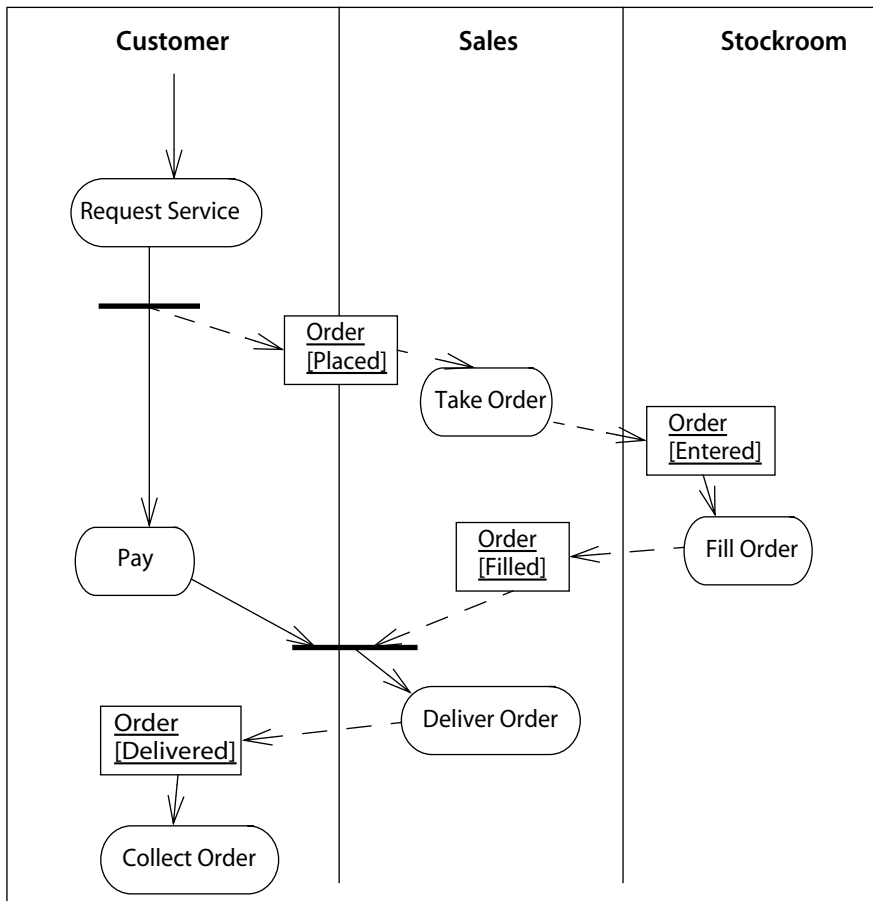 Customer
Sales
Stockroom
Request Service
Order
[Placed]
Take Order
Order
[Entered]
Order
[Filled]
Fill Order
Pay
Deliver Order
Order
[Delivered]
Collect Order